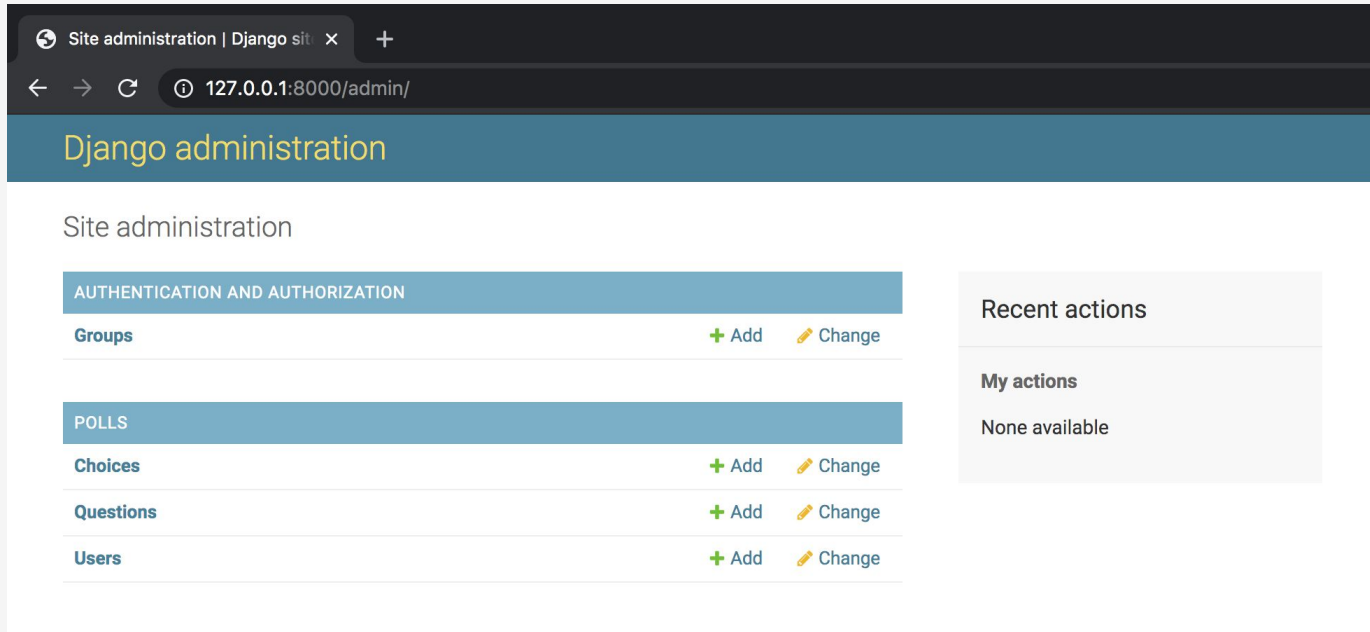 Site administration | Django sit
127.0.0.1:8000/admin/
Django administration
Site administration
AUTHENTICATION AND AUTHORIZATION
Groups Add Change
POLLS
Choices Add Change
Questions Add Change
Users Add Change
Recent actions
My actions
None available